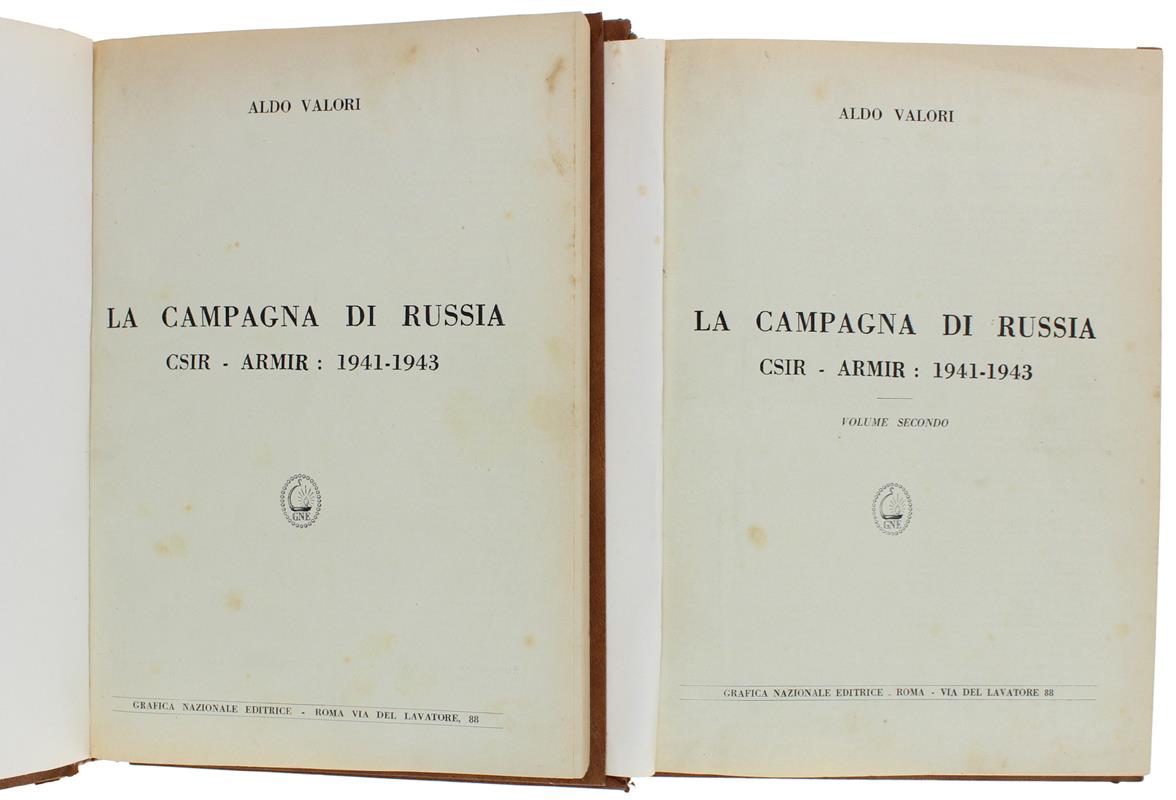 ALDO VALORI
LA CAMPAGNA DI RUSSIA
CSIR - ARMIR : 1941-1943
GNE
GRAFICA NAZIONALE EDITRICE - ROMA VIA DEL LAVATORE, 88
ALDO VALORI
LA CAMPAGNA DI RUSSIA
CSIR - ARMIR : 1941-1943
VOLUME SECONDO
GNE
GRAFICA NAZIONALE EDITRICE - ROMA - VIA DEL LAVATORE 88